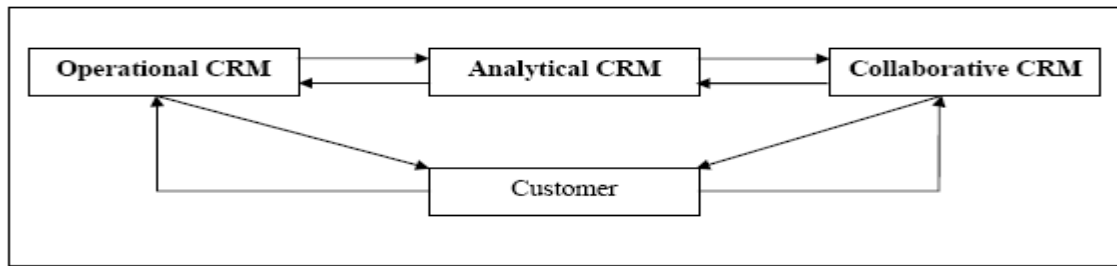 Operational CRM
Analytical CRM
Collaborative CRM
Customer